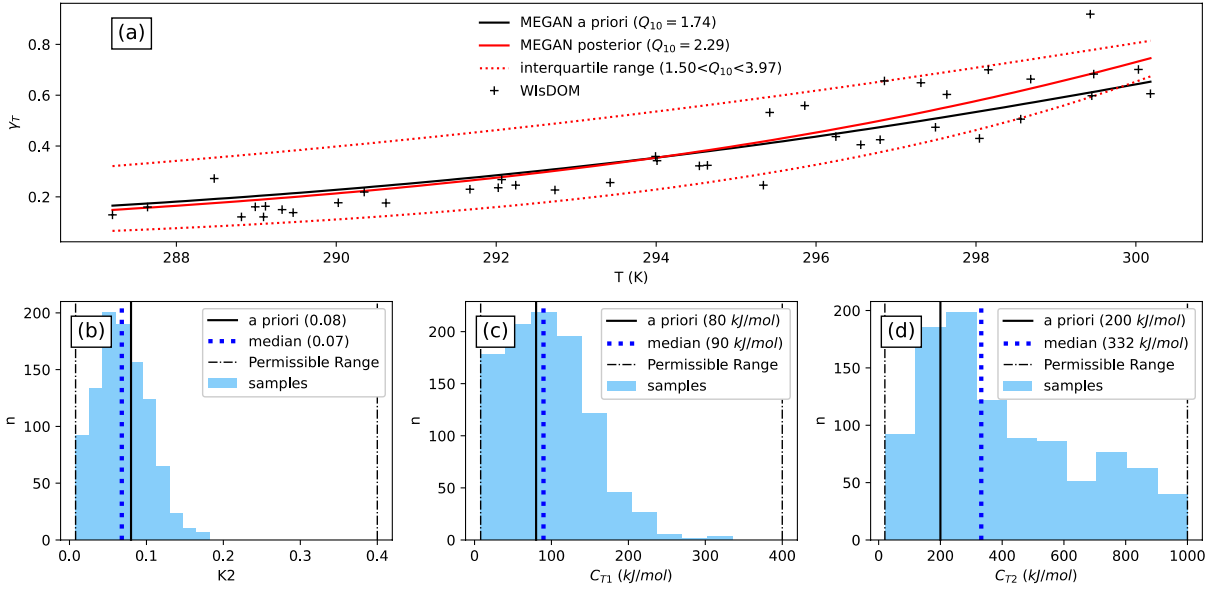 (a)
MEGAN a priori (Q10 = 1.74)
MEGAN posterior (Q10 = 2.29)
interquartile range (1.50<Q10<3.97)
WIsDOM
γT
0.8
0.6
0.4
0.2
288 290 292 294 296 298 300
T (K)
(b)
a priori (0.08)
median (0.07)
Permissible Range
samples
n
200
150
100
50
0
0.0 0.1 0.2 0.3 0.4
K2
(c)
a priori (80 kJ/mol)
median (90 kJ/mol)
Permissible Range
samples
n
200
150
100
50
0
0 100 200 300 400
CT1 (kJ/mol)
(d)
a priori (200 kJ/mol)
median (332 kJ/mol)
Permissible Range
samples
n
200
150
100
50
0
0 200 400 600 800 1000
CT2 (kJ/mol)